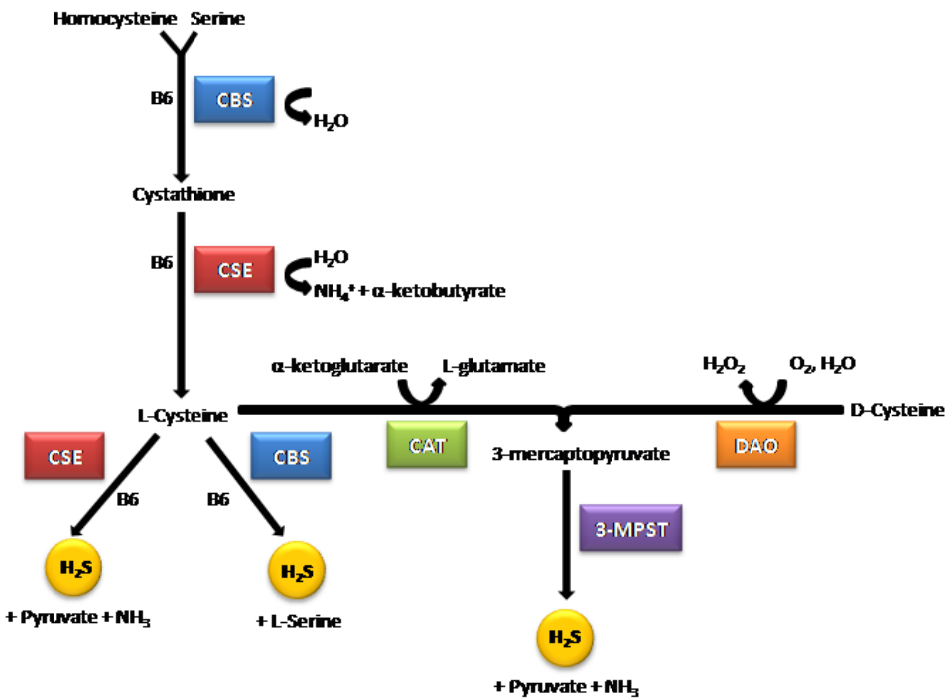 Homocysteine Serine
B6 CBS
H₂O
Cystathione
B6 CSE
H₂O
NH₄⁺ + α-ketobutyrate
α-ketoglutarate L-glutamate
H₂O₂ O₂, H₂O
L-Cysteine
D-Cysteine
CSE
CBS
CAT
DAO
3-mercaptopyruvate
B6
B6
3-MPST
H₂S
H₂S
+ Pyruvate + NH₃
+ L-Serine
H₂S
+ Pyruvate + NH₃